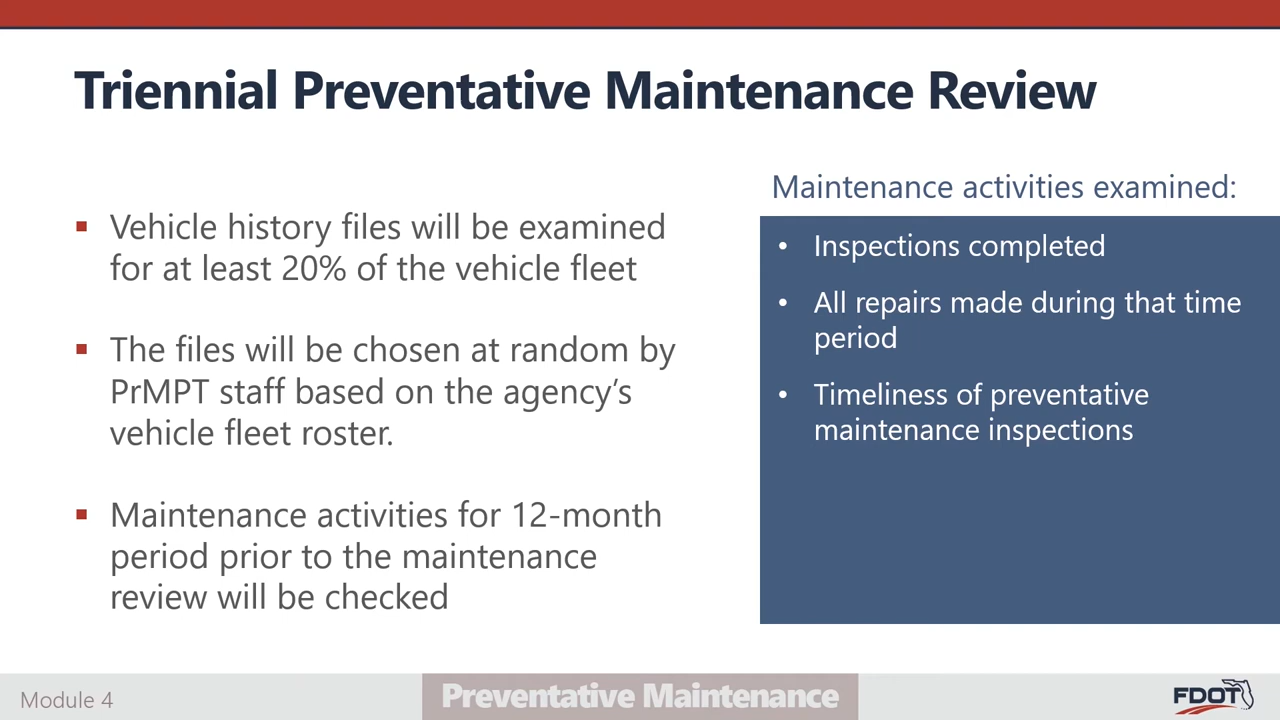 Triennial Preventative Maintenance Review
Vehicle history files will be examined
for at least 20% of the vehicle fleet
The files will be chosen at random by
PrMPT staff based on the agency’s
vehicle fleet roster.
Maintenance activities for 12-month
period prior to the maintenance
review will be checked
Maintenance activities examined:
Inspections completed
All repairs made during that time
period
Timeliness of preventative
maintenance inspections
Module 4
Preventative Maintenance
FDOT